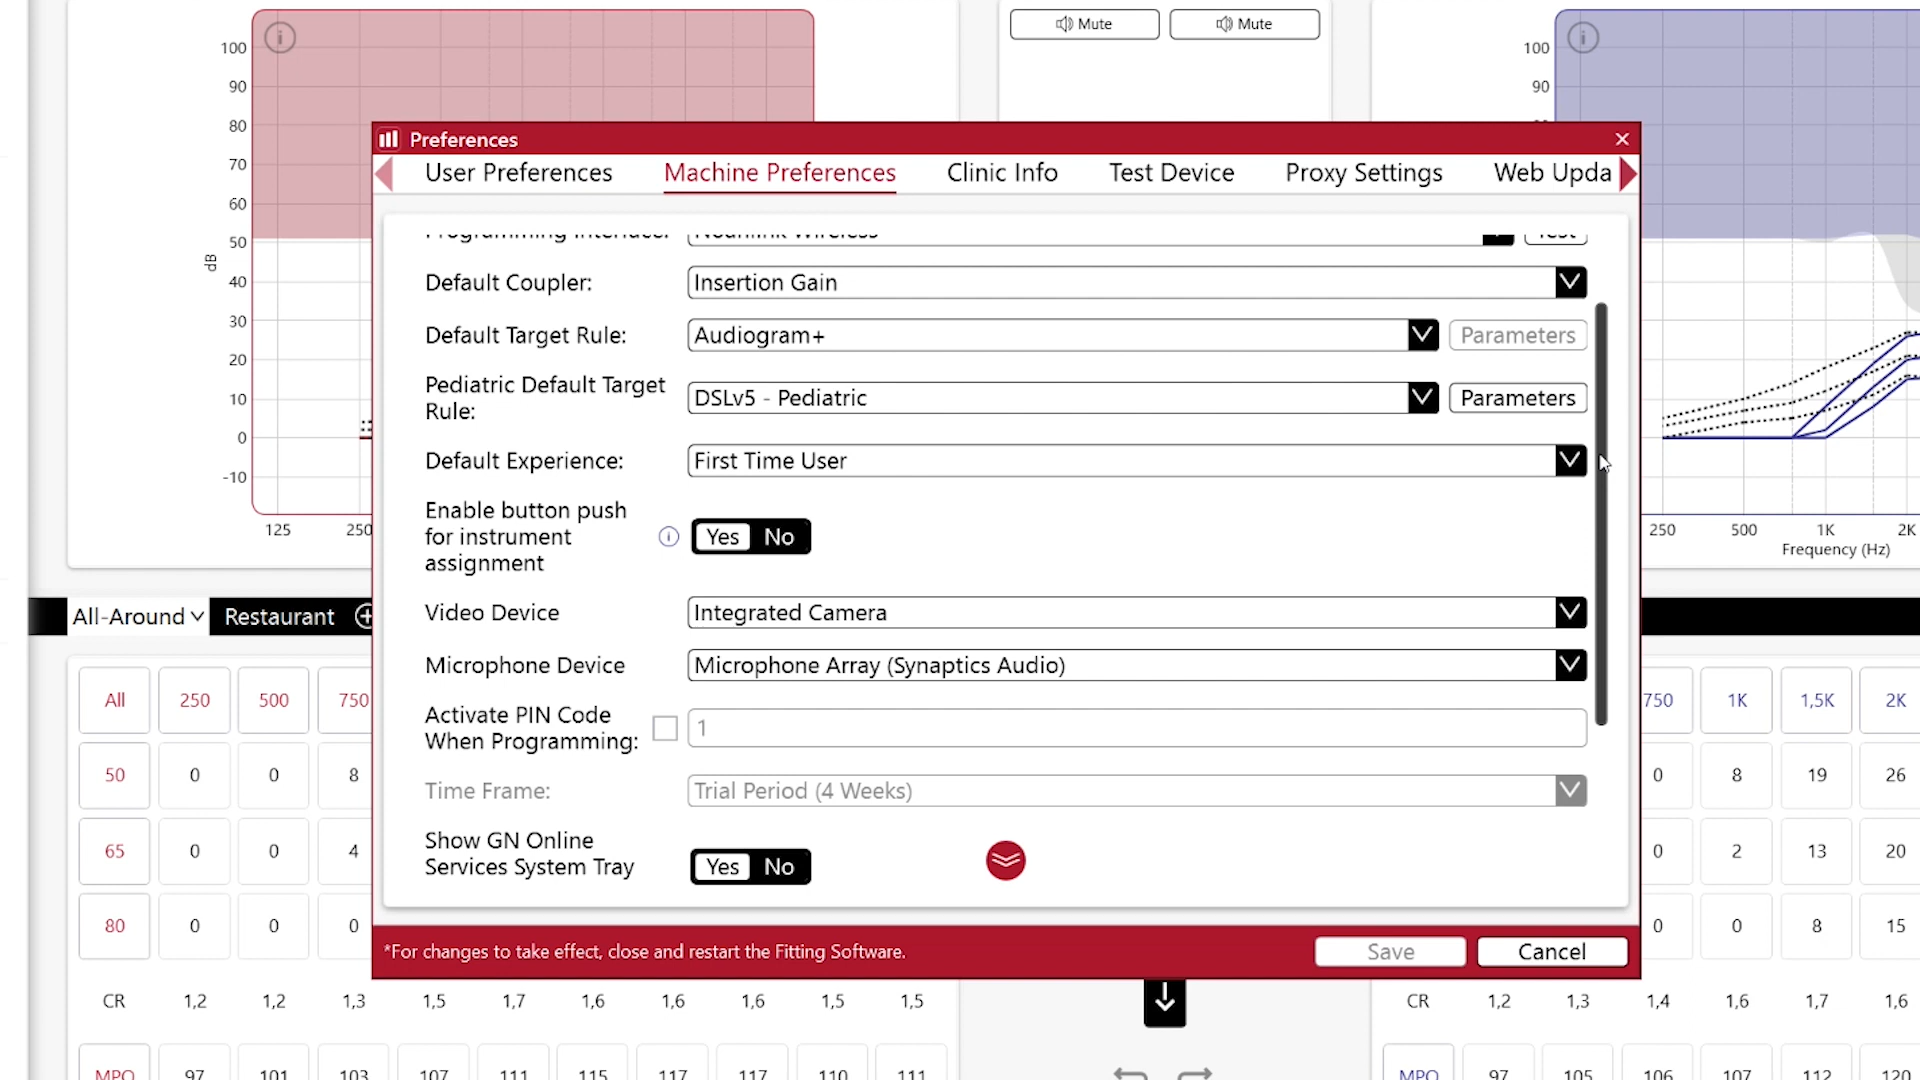 100
90
80
70
60
50
40
30
20
10
0
-10
dB
125
250
Mute
Mute
100
90
Preferences
User Preferences
Machine Preferences
Clinic Info
Test Device
Proxy Settings
Web Upda
Default Coupler:
Insertion Gain
Default Target Rule:
Audiogram+
Parameters
Pediatric Default Target
Rule:
DSLv5 - Pediatric
Parameters
Default Experience:
First Time User
Enable button push
for instrument
assignment
Yes No
Video Device
Integrated Camera
Microphone Device
Microphone Array (Synaptics Audio)
Activate PIN Code
When Programming:
1
Time Frame:
Trial Period (4 Weeks)
Show GN Online
Services System Tray
Yes No
*For changes to take effect, close and restart the Fitting Software.
Save
Cancel
250 500 1K 2K
Frequency (Hz)
All-Around
Restaurant
All 250 500 750
50 0 0 8
65 0 0 4
80 0 0 0
CR 1,2 1,2 1,3 1,5 1,7 1,6 1,6 1,6 1,5 1,5
MPO 97 101 103 107 111 115 117 117 110 111
750 1K 1,5K 2K
0 8 19 26
0 2 13 20
0 0 8 15
CR 1,2 1,3 1,4 1,6 1,7 1,6
MPO 97 105 106 107 112 120